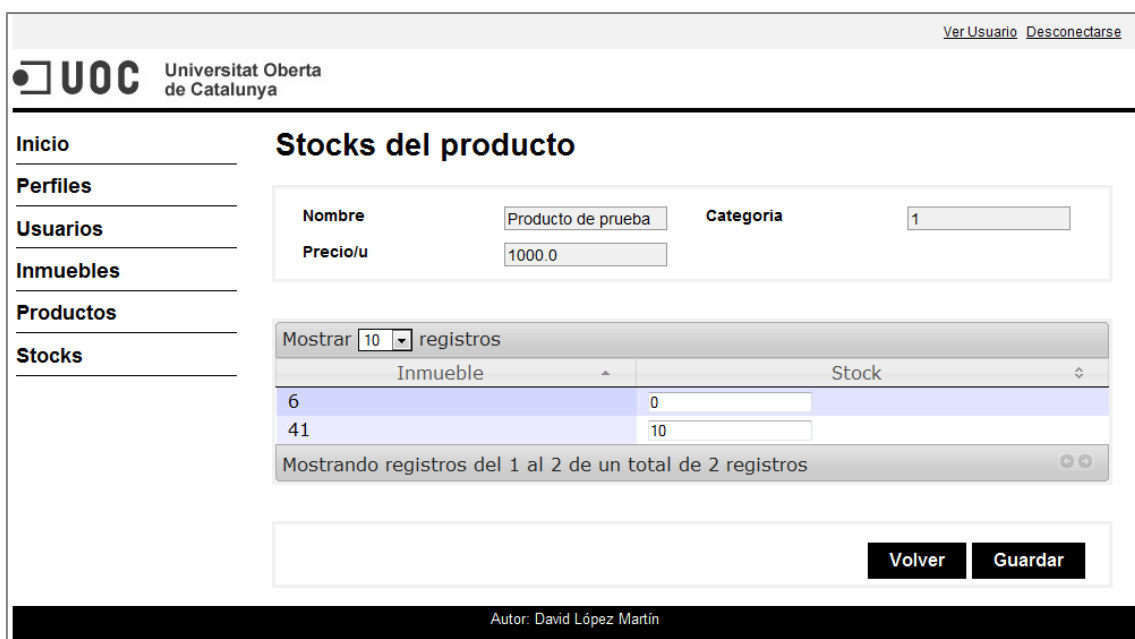 Ver Usuario Desconectarse
UOC Universitat Oberta
de Catalunya
Inicio
Perfiles
Usuarios
Inmuebles
Productos
Stocks
Stocks del producto
Nombre Producto de prueba Categoria 1
Precio/u 1000.0
Mostrar 10 registros
Inmueble Stock
6 0
41 10
Mostrando registros del 1 al 2 de un total de 2 registros
Volver Guardar
Autor: David López Martín